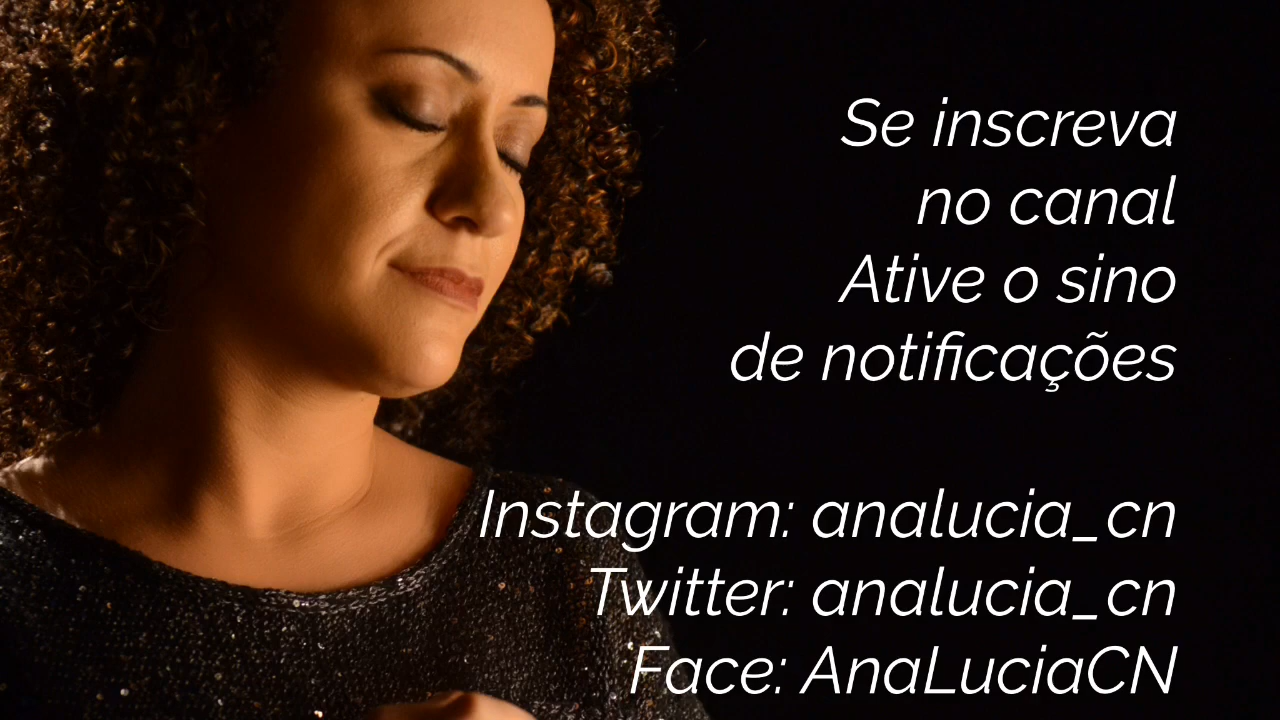 Se inscreva
no canal
Ative o sino
de notificações
Instagram: analucia_cn
Twitter: analucia_cn
Face: AnaLuciaCN